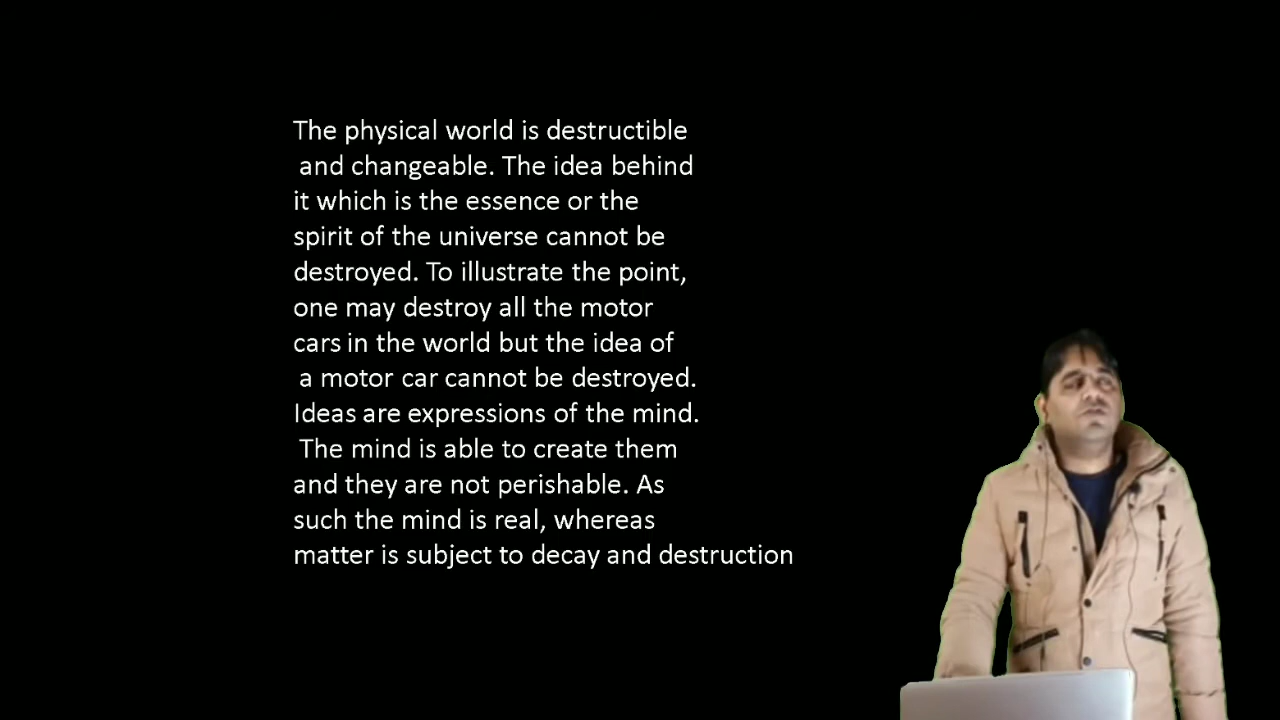 The physical world is destructible
and changeable. The idea behind
it which is the essence or the
spirit of the universe cannot be
destroyed. To illustrate the point,
one may destroy all the motor
cars in the world but the idea of
a motor car cannot be destroyed.
Ideas are expressions of the mind.
The mind is able to create them
and they are not perishable. As
such the mind is real, whereas
matter is subject to decay and destruction